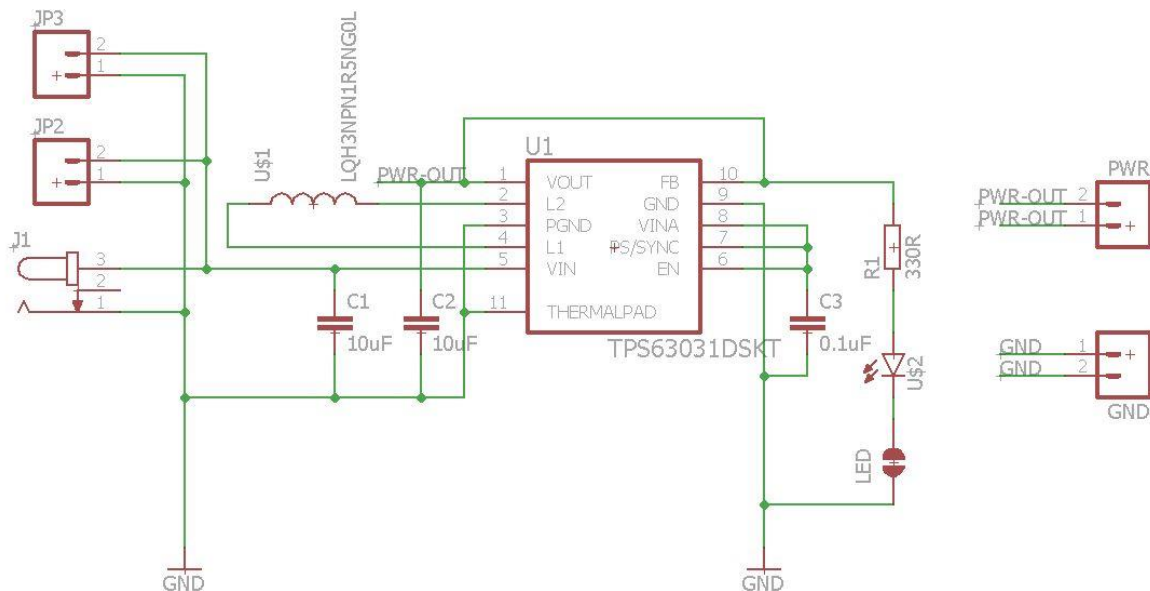 JP3
2
1
JP2
2
1
J1
3
2
1
U$1
LQH3NPN1R5NG0L
PWR-OUT
U1
1 VOUT FB 10
2 L2 GND 9
3 PGND VINA 8
4 L1 PS/SYNC 7
5 VIN EN 6
11 THERMALPAD
TPS63031DSKT
C1
10uF
C2
10uF
C3
0.1uF
R1
330R
U$2
LED
GND
GND
PWR
PWR-OUT 2
PWR-OUT 1
GND 1
GND 2
GND